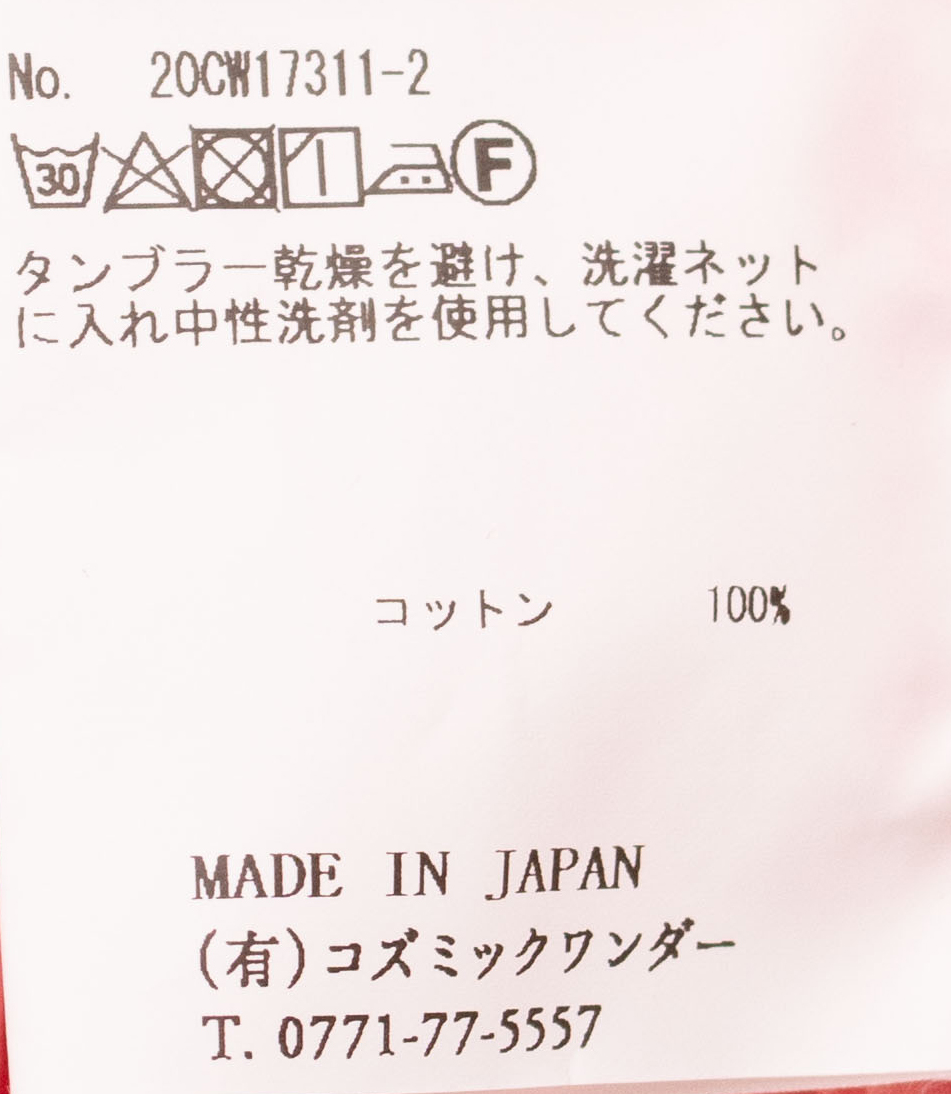 No. 20CW17311-2
30 F
タンブラー乾燥を避け、洗濯ネット
に入れ中性洗剤を使用してください。
コットン 100%
MADE IN JAPAN
(有)コズミックワンダー
T. 0771-77-5557